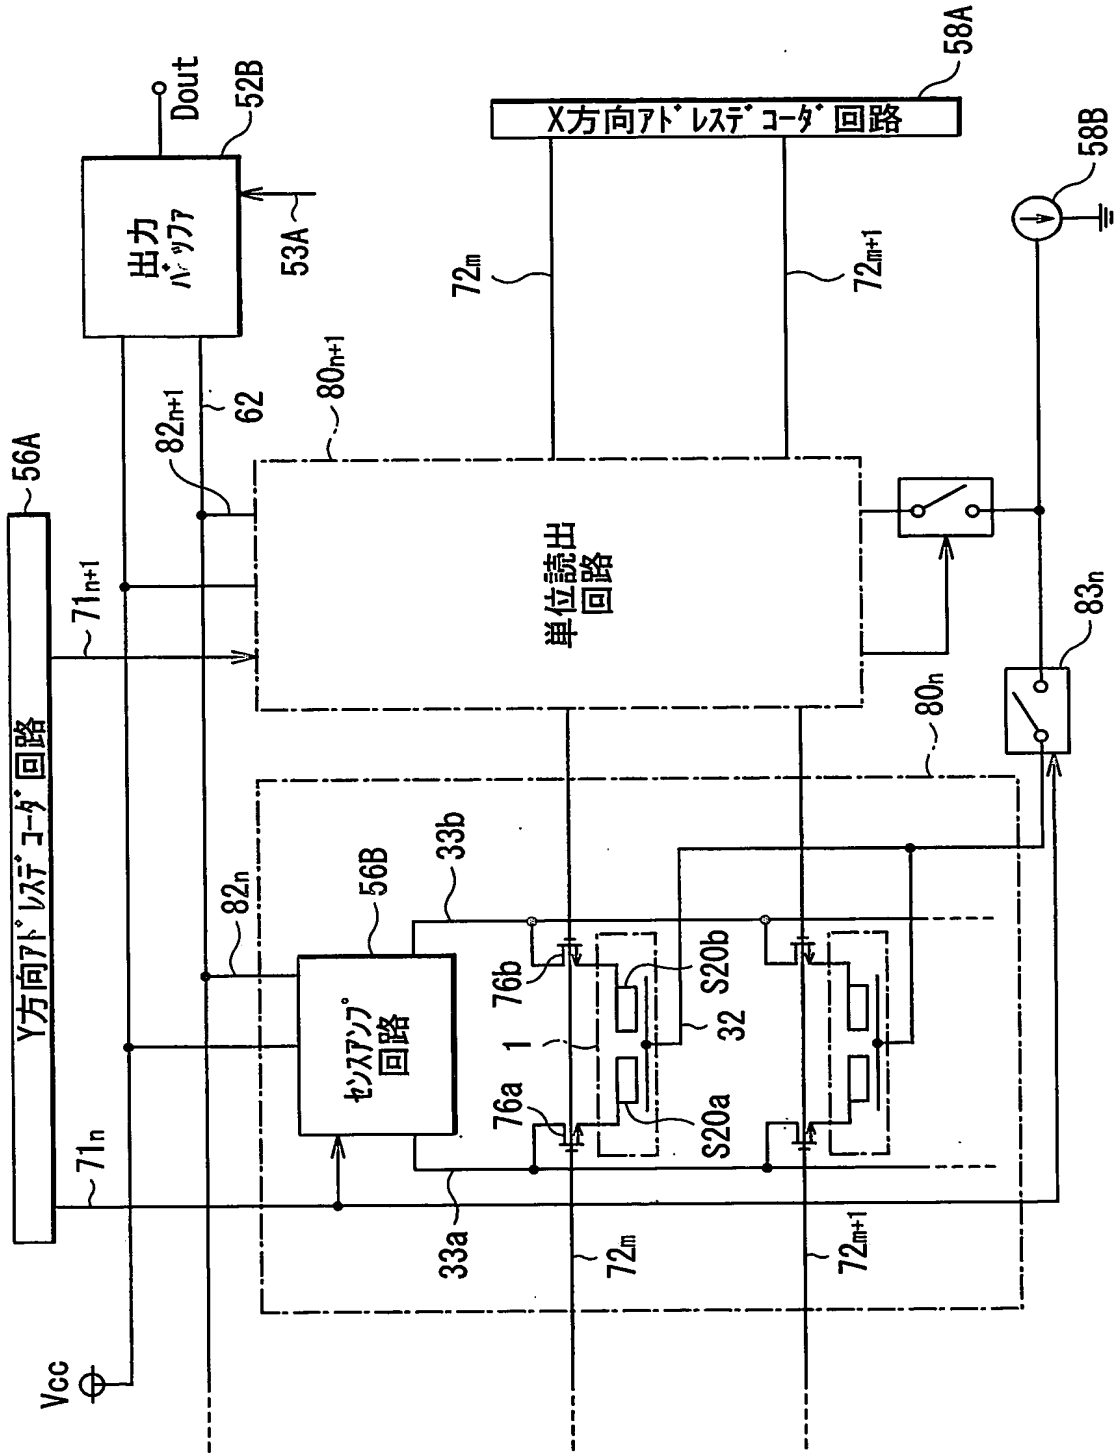 Y方向アドレスデコーダ回路
56A
Vcc
71n
71n+1
出力
バッファ
Dout
52B
53A
62
82n
82n+1
80n+1
センスアンプ
回路
56B
33a
33b
単位読出
回路
72m
72m+1
X方向アドレスデコーダ回路
58A
76a
76b
1
S20a
S20b
32
72m
72m+1
80n
83n
58B